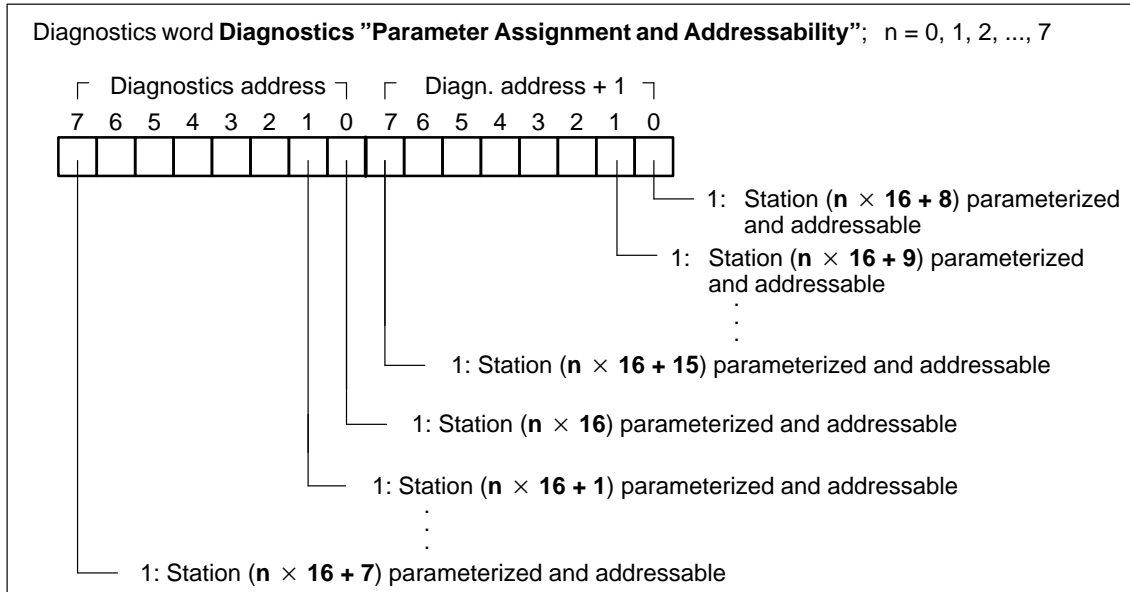 Diagnostics word Diagnostics ”Parameter Assignment and Addressability”; n = 0, 1, 2, ..., 7
Diagnostics address Diagn. address + 1
7 6 5 4 3 2 1 0 7 6 5 4 3 2 1 0
1: Station (n × 16 + 8) parameterized
and addressable
1: Station (n × 16 + 9) parameterized
and addressable
.
.
.
1: Station (n × 16 + 15) parameterized and addressable
1: Station (n × 16) parameterized and addressable
1: Station (n × 16 + 1) parameterized and addressable
.
.
.
1: Station (n × 16 + 7) parameterized and addressable